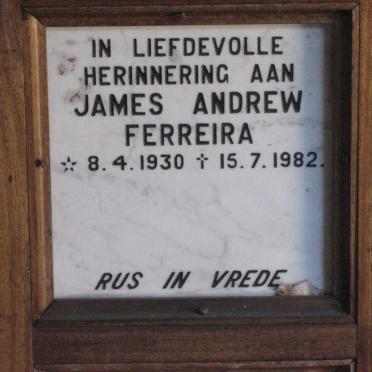 IN LIEFDEVOLLE
HERINNERING AAN
JAMES ANDREW
FERREIRA
☆ 8.4.1930 ✝ 15.7.1982.
RUS IN VREDE